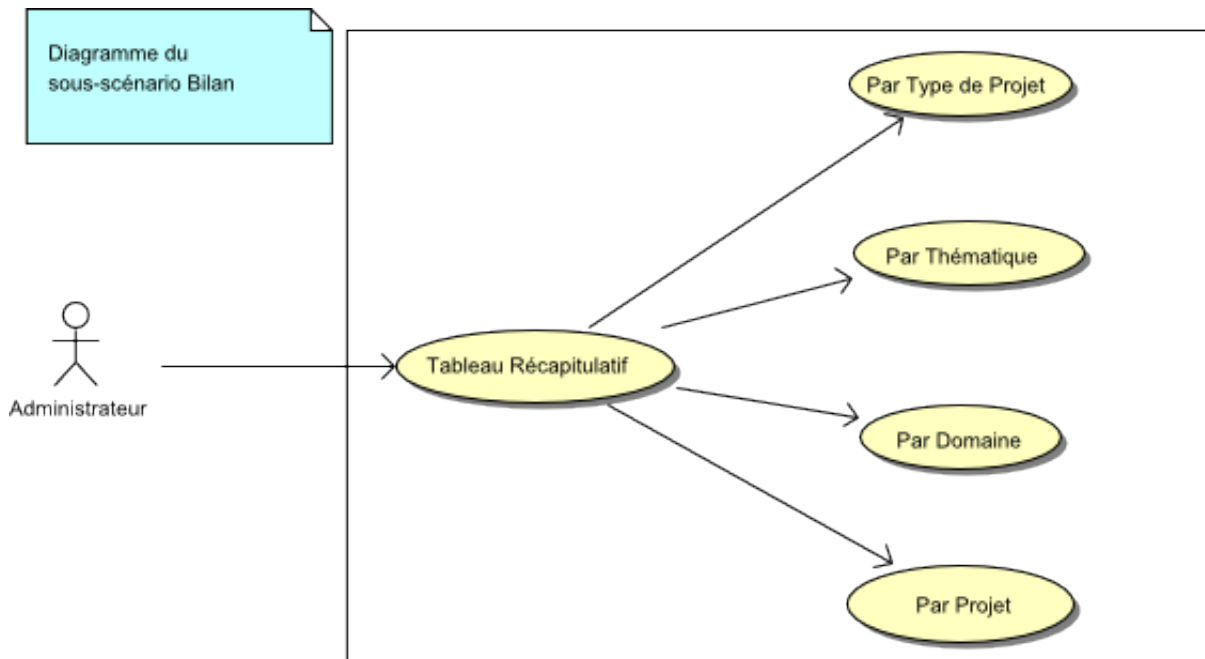 Diagramme du
sous-scénario Bilan
Par Type de Projet
Par Thématique
Tableau Récapitulatif
Administrateur
Par Domaine
Par Projet